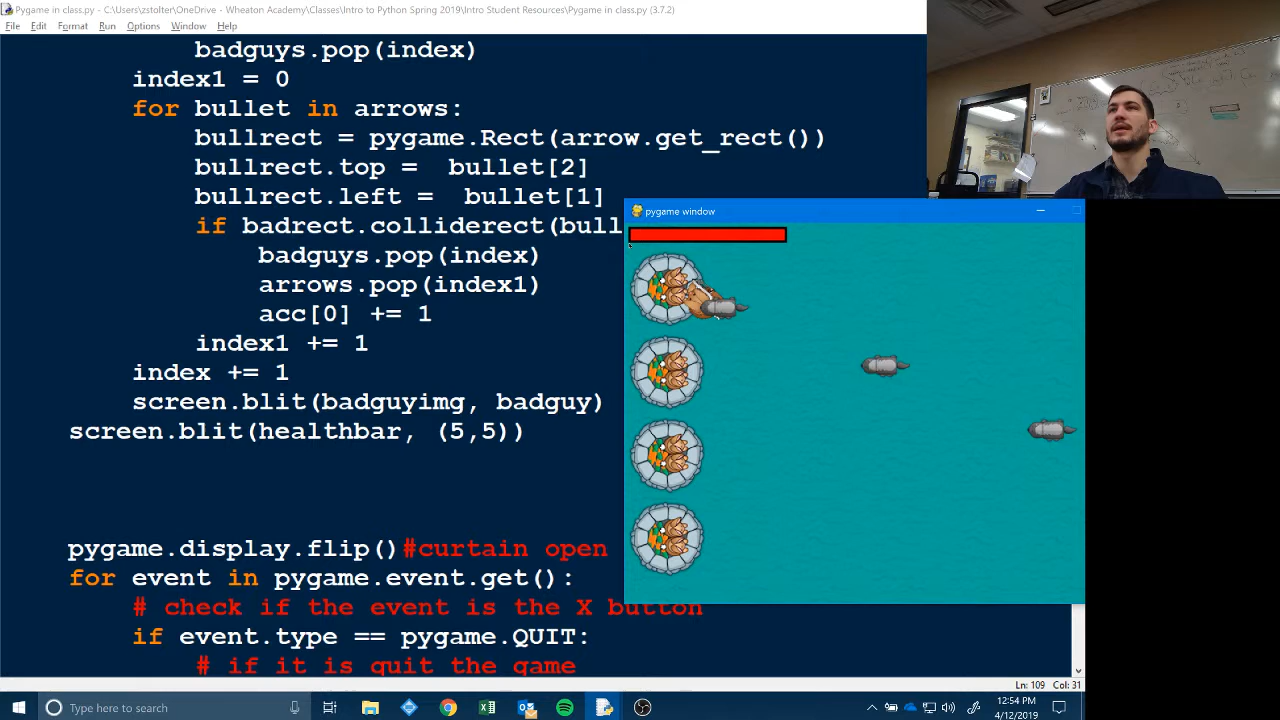 Pygame in class.py - C:\Users\zstolter\OneDrive - Wheaton Academy\Classes\Intro to Python Spring 2019\Intro Student Resources\Pygame in class.py (3.7.2)
File Edit Format Run Options Window Help
badguys.pop(index)
index1 = 0
for bullet in arrows:
bullrect = pygame.Rect(arrow.get_rect())
bullrect.top = bullet[2]
bullrect.left = bullet[1]
if badrect.colliderect(bull
badguys.pop(index)
arrows.pop(index1)
acc[0] += 1
index1 += 1
index += 1
screen.blit(badguyimg, badguy)
screen.blit(healthbar, (5,5))
pygame.display.flip()#curtain open
for event in pygame.event.get():
# check if the event is the X button
if event.type == pygame.QUIT:
# if it is quit the game
pygame window
Ln: 109 Col: 31
Type here to search
12:54 PM
4/12/2019